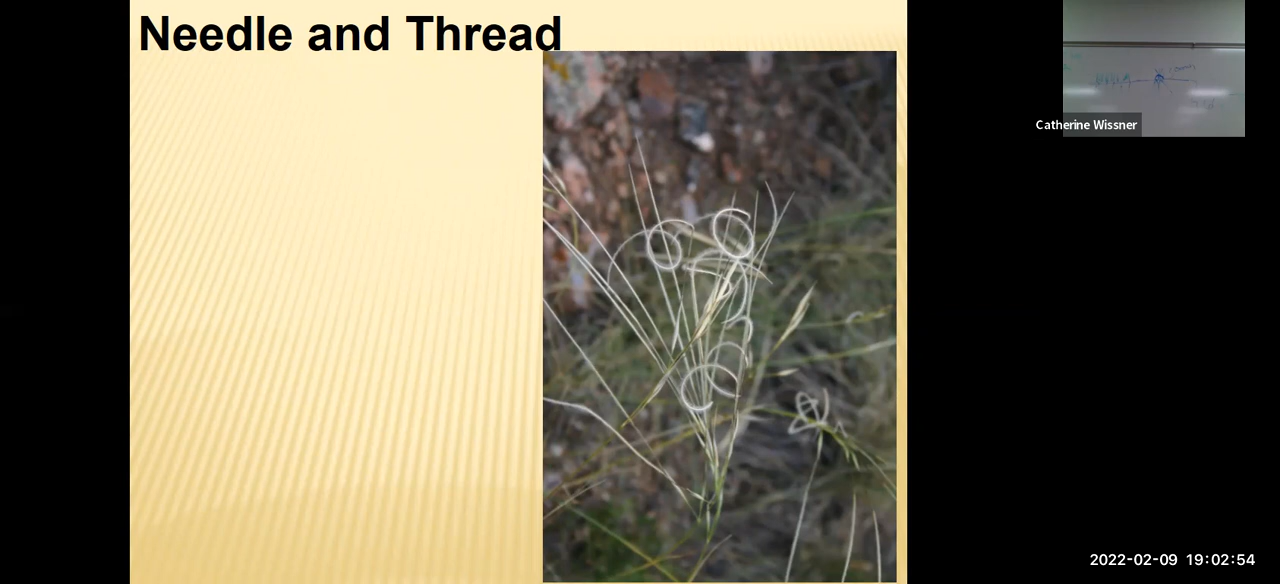 Needle and Thread
Catherine Wissner
2022-02-09 19:02:54